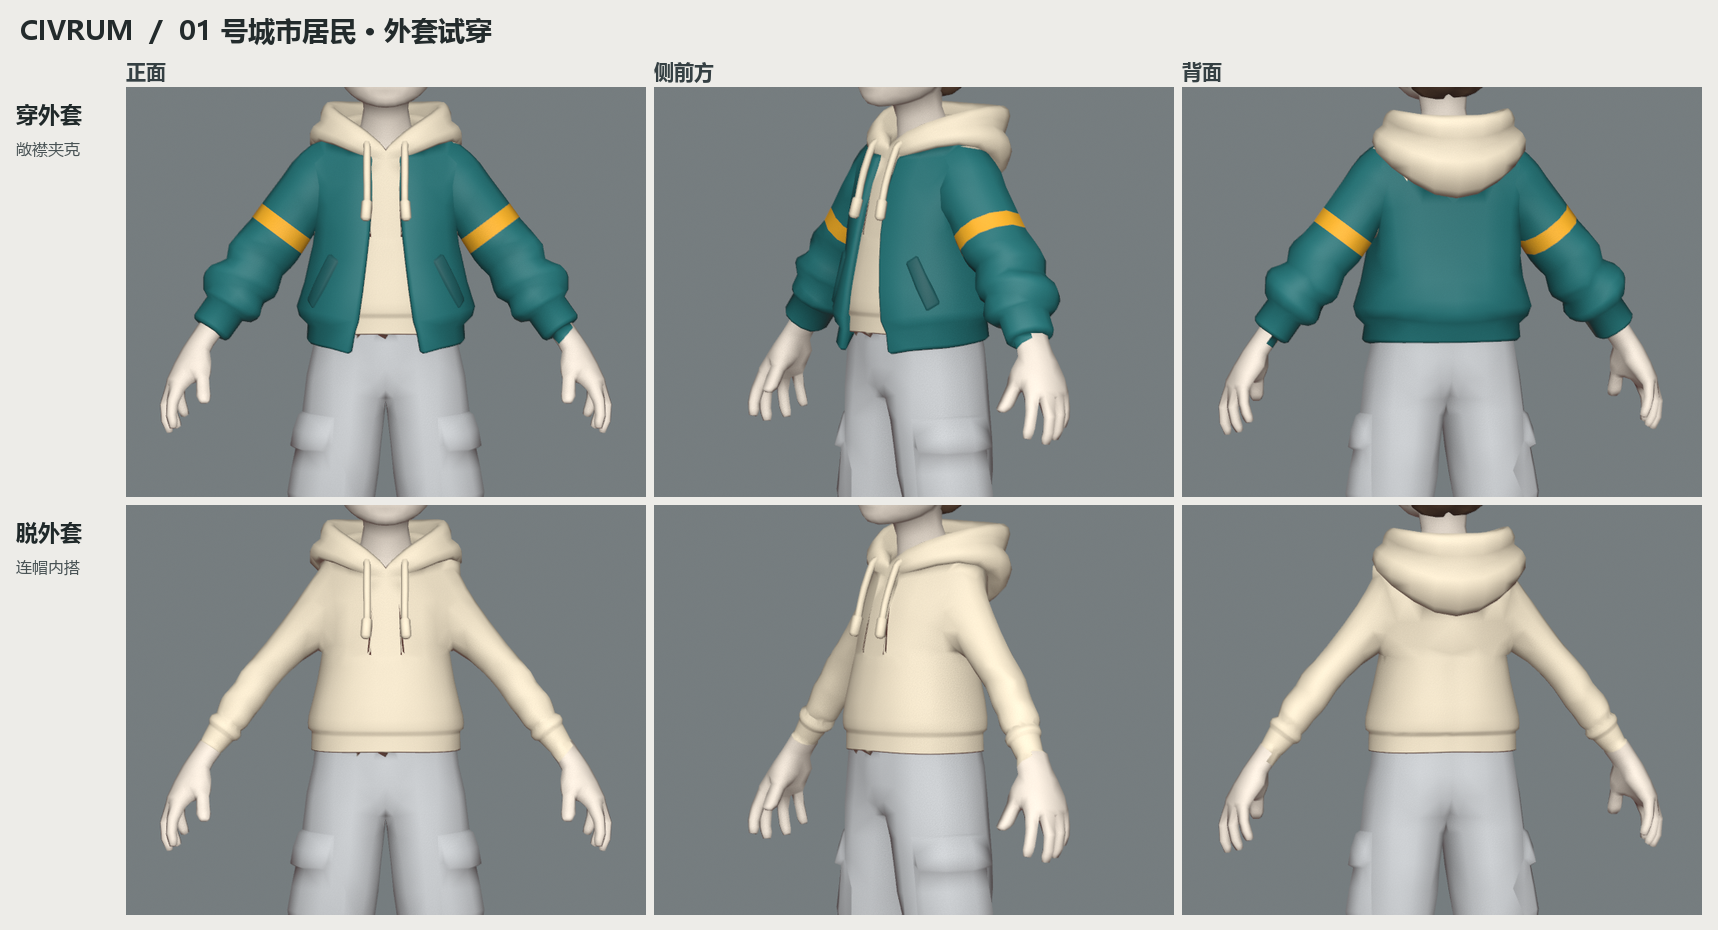 CIVRUM / 01 号城市居民 • 外套试穿
正面
侧前方
背面
穿外套
敞襟夹克
脱外套
连帽内搭